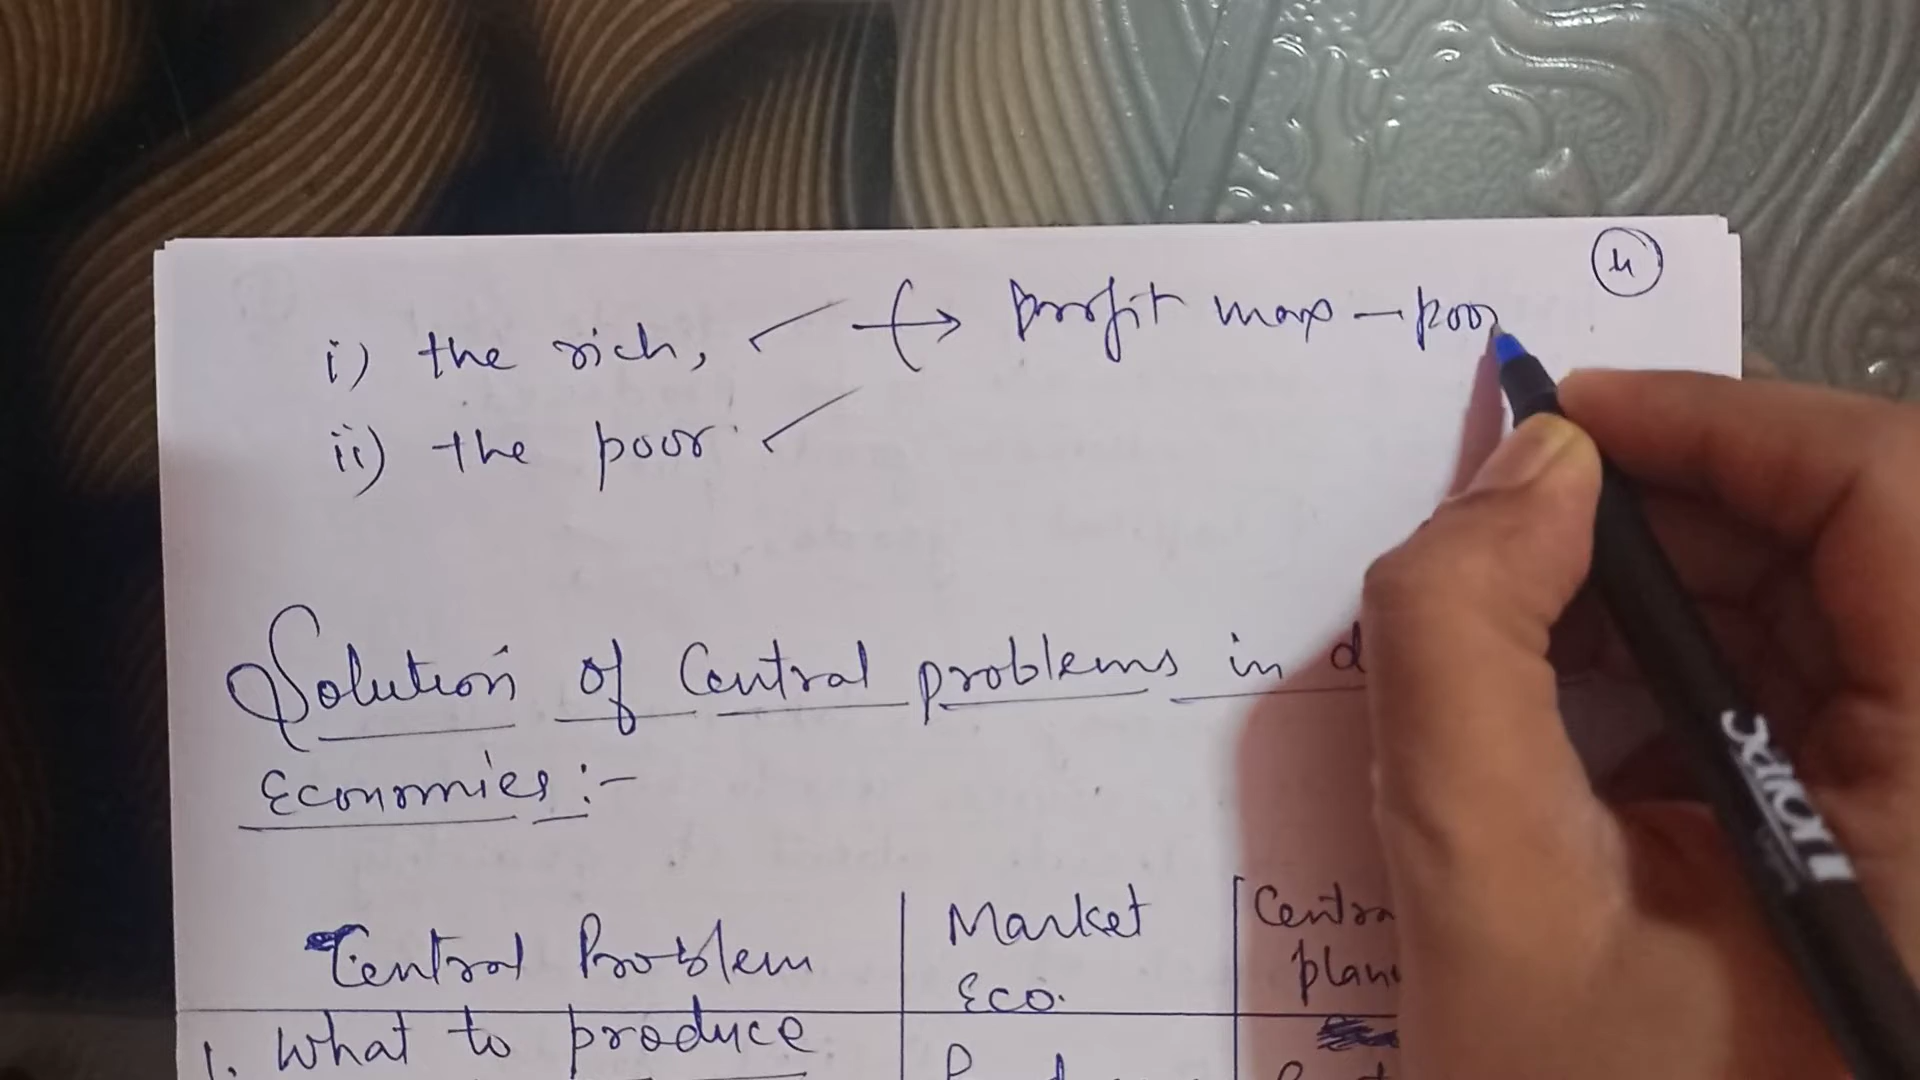 4
i) the rich, → profit max — poor
ii) the poor
Solution of Central problems in d
Economies :-
Central Problem
Market
Eco.
Centra
plan
1. What to produce